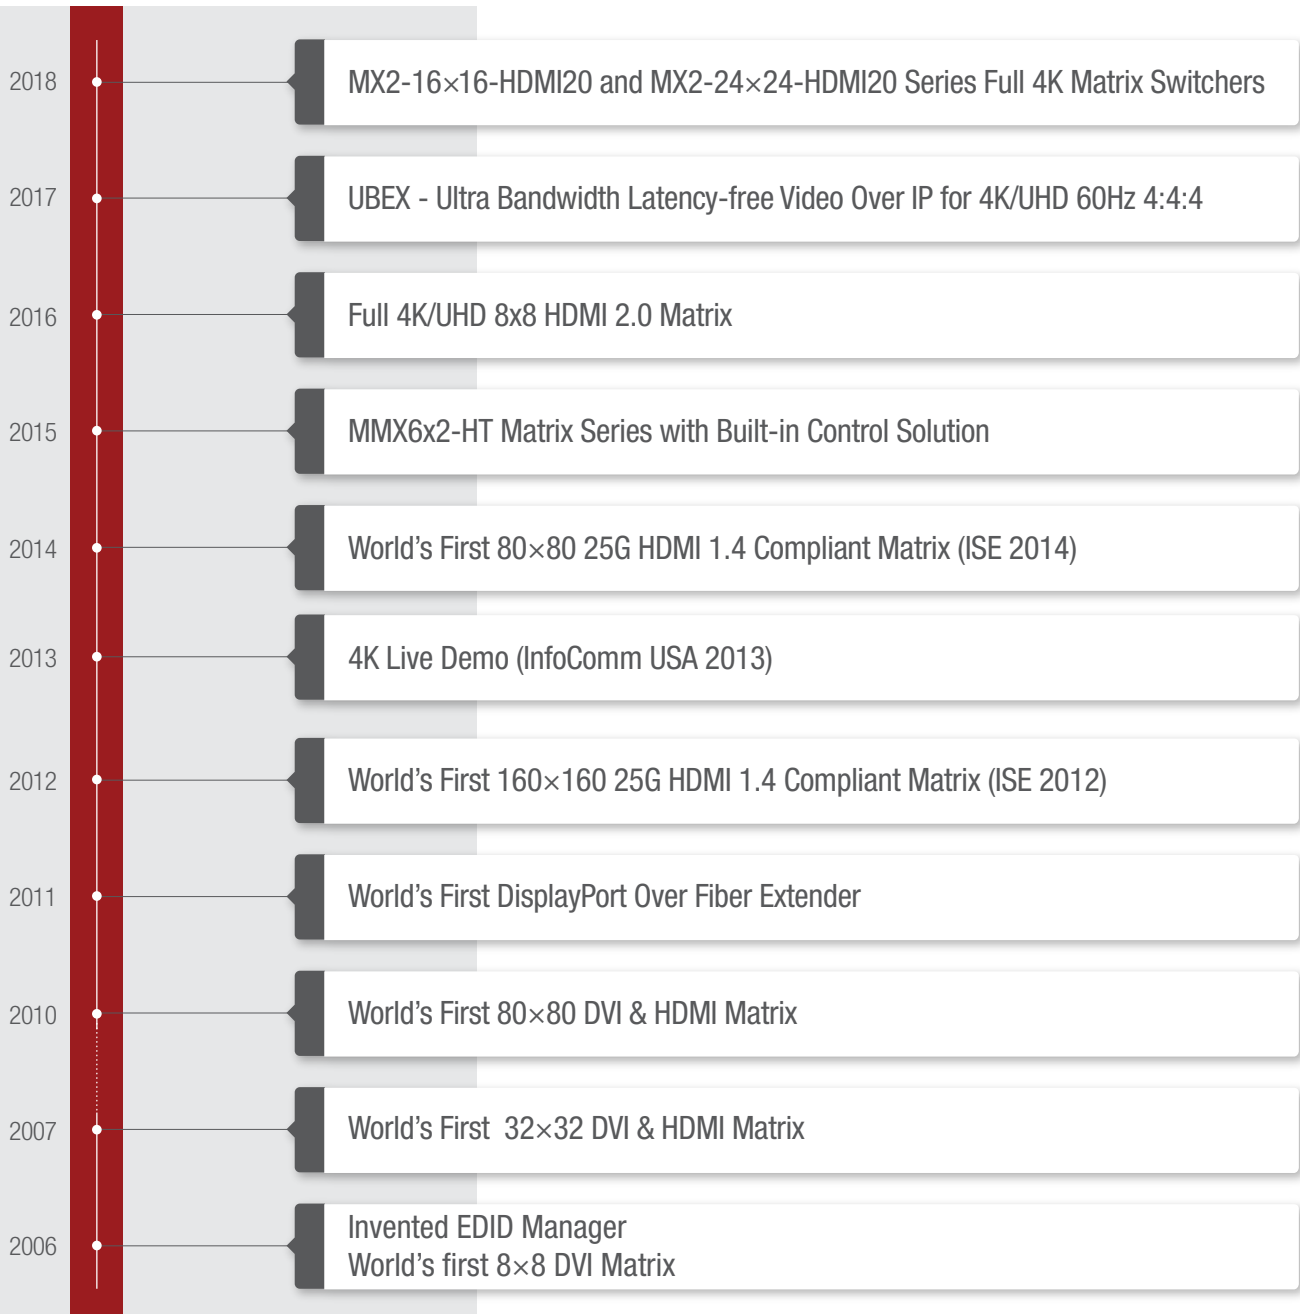 2018
MX2-16×16-HDMI20 and MX2-24×24-HDMI20 Series Full 4K Matrix Switchers
2017
UBEX - Ultra Bandwidth Latency-free Video Over IP for 4K/UHD 60Hz 4:4:4
2016
Full 4K/UHD 8x8 HDMI 2.0 Matrix
2015
MMX6x2-HT Matrix Series with Built-in Control Solution
2014
World’s First 80×80 25G HDMI 1.4 Compliant Matrix (ISE 2014)
2013
4K Live Demo (InfoComm USA 2013)
2012
World’s First 160×160 25G HDMI 1.4 Compliant Matrix (ISE 2012)
2011
World’s First DisplayPort Over Fiber Extender
2010
World’s First 80×80 DVI & HDMI Matrix
2007
World’s First 32×32 DVI & HDMI Matrix
2006
Invented EDID Manager
World’s first 8×8 DVI Matrix